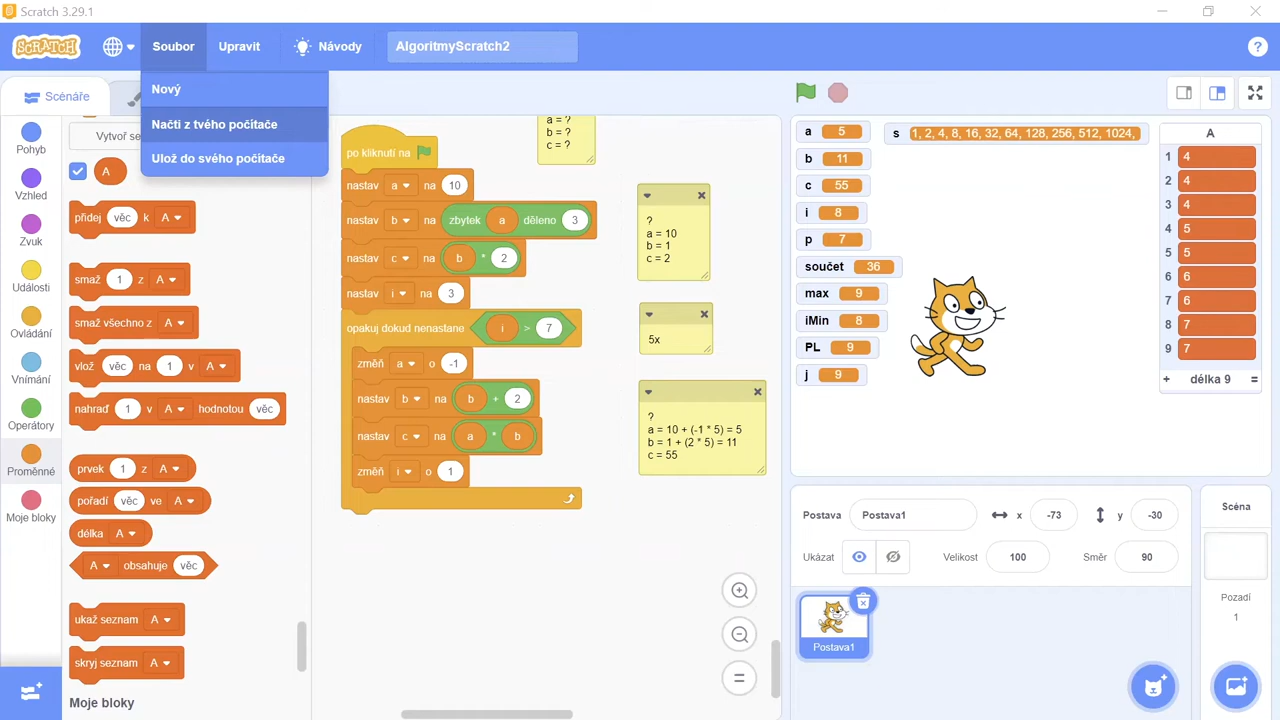 Scratch 3.29.1
SCRATCH
Soubor
Upravit
Návody
AlgoritmyScratch2
?
Nový
Načti z tvého počítače
Ulož do svého počítače
Scénáře
Pohyb
Vzhled
Zvuk
Události
Ovládání
Vnímání
Operátory
Proměnné
Moje bloky
Vytvoř se
A
přidej věc k A
smaž 1 z A
smaž všechno z A
vlož věc na 1 v A
nahraď 1 v A hodnotou věc
prvek 1 z A
pořadí věc ve A
délka A
A obsahuje věc
ukaž seznam A
skryj seznam A
Moje bloky
po kliknutí na
nastav a na 10
nastav b na zbytek a děleno 3
nastav c na b * 2
nastav i na 3
opakuj dokud nenastane i > 7
změň a o -1
nastav b na b + 2
nastav c na a * b
změň i o 1
a = ?
b = ?
c = ?
?
a = 10
b = 1
c = 2
5x
?
a = 10 + (-1 * 5) = 5
b = 1 + (2 * 5) = 11
c = 55
a 5
b 11
c 55
i 8
p 7
součet 36
max 9
iMin 8
PL 9
j 9
s 1, 2, 4, 8, 16, 32, 64, 128, 256, 512, 1024,
A
1 4
2 4
3 4
4 5
5 5
6 6
7 6
8 7
9 7
+ délka 9 =
Postava
Postava1
x
-73
y
-30
Ukázat
Velikost
100
Směr
90
Postava1
Scéna
Pozadí
1